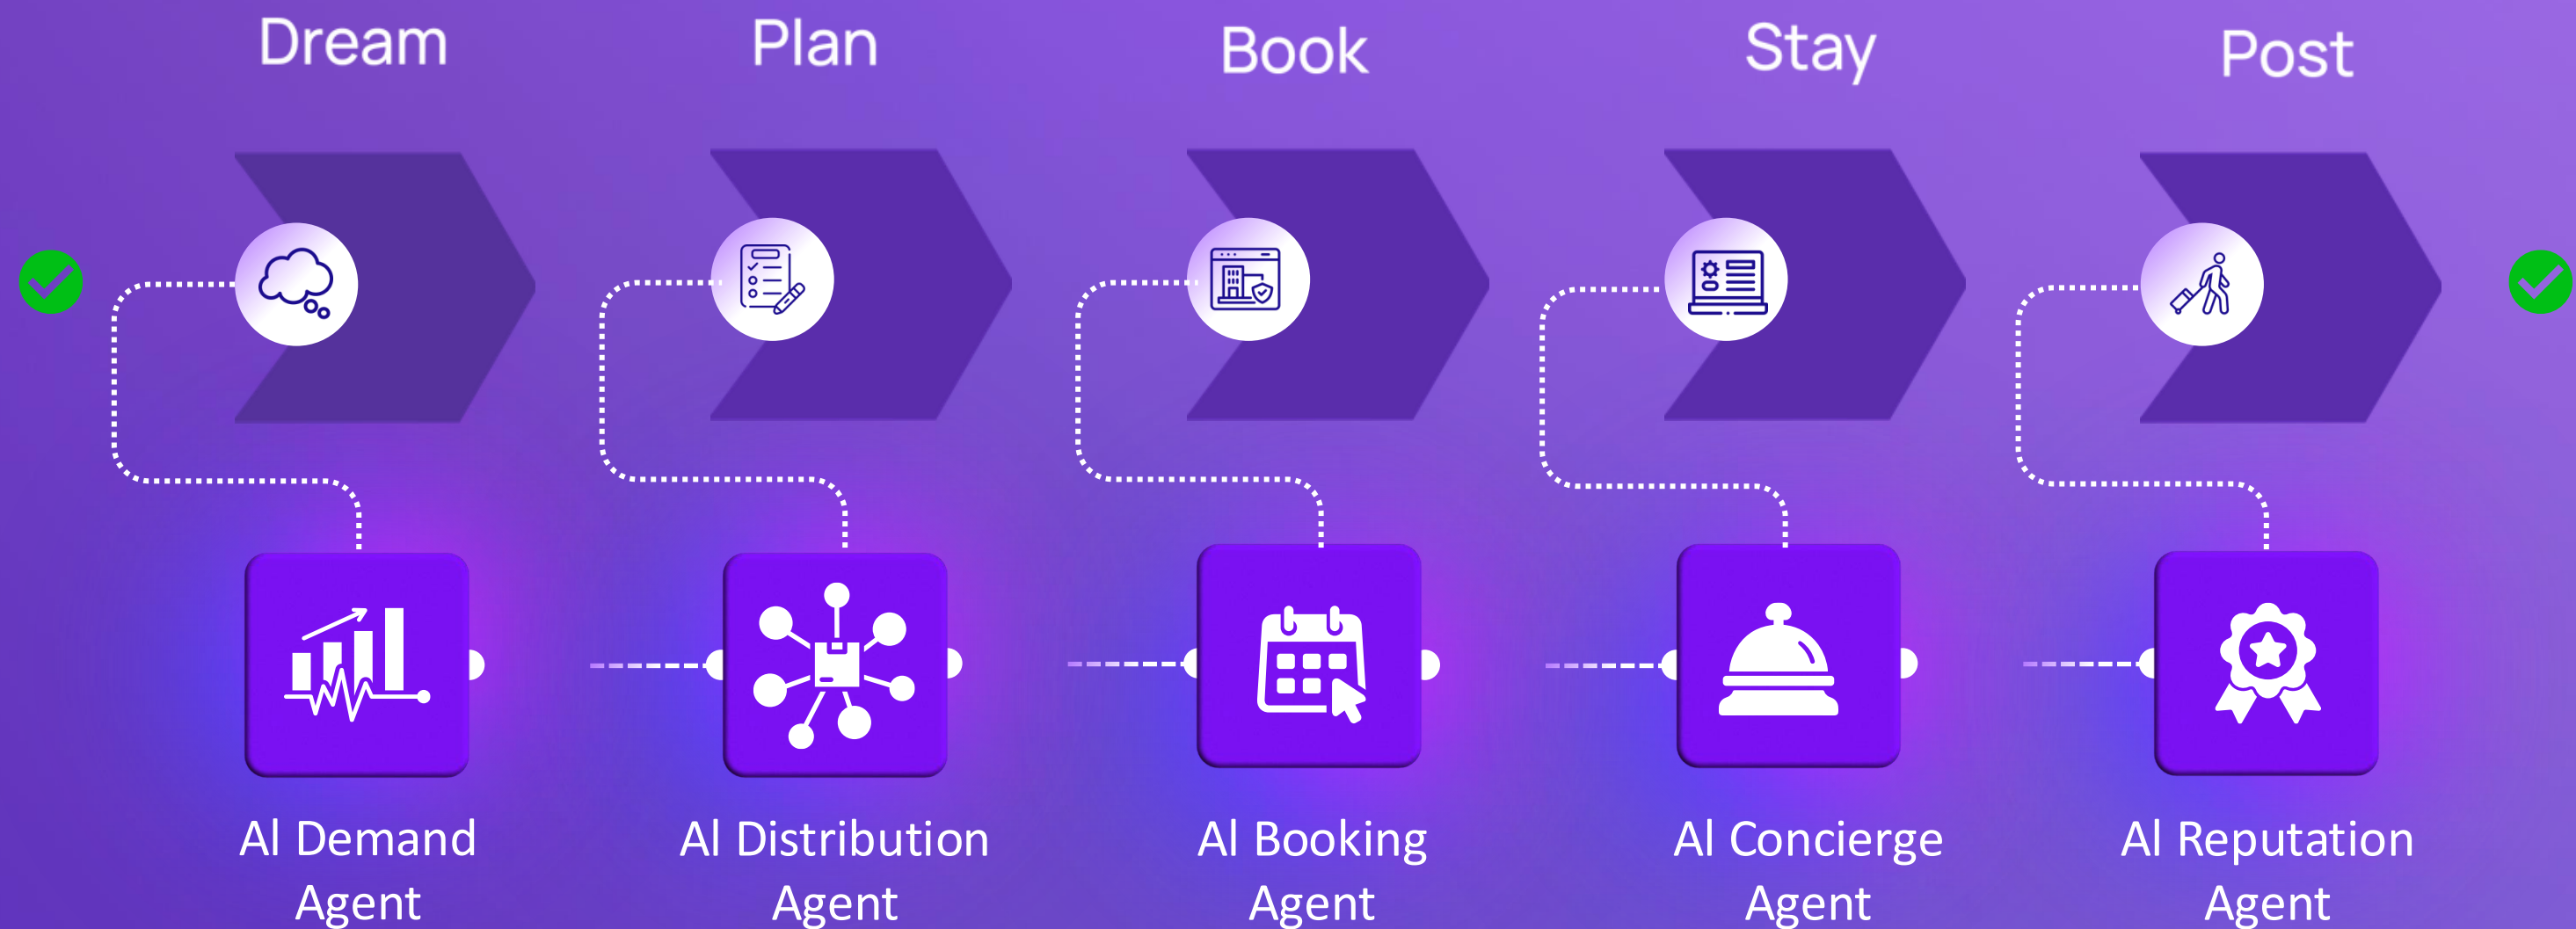 Dream
Plan
Book
Stay
Post
AI Demand
Agent
AI Distribution
Agent
AI Booking
Agent
AI Concierge
Agent
AI Reputation
Agent